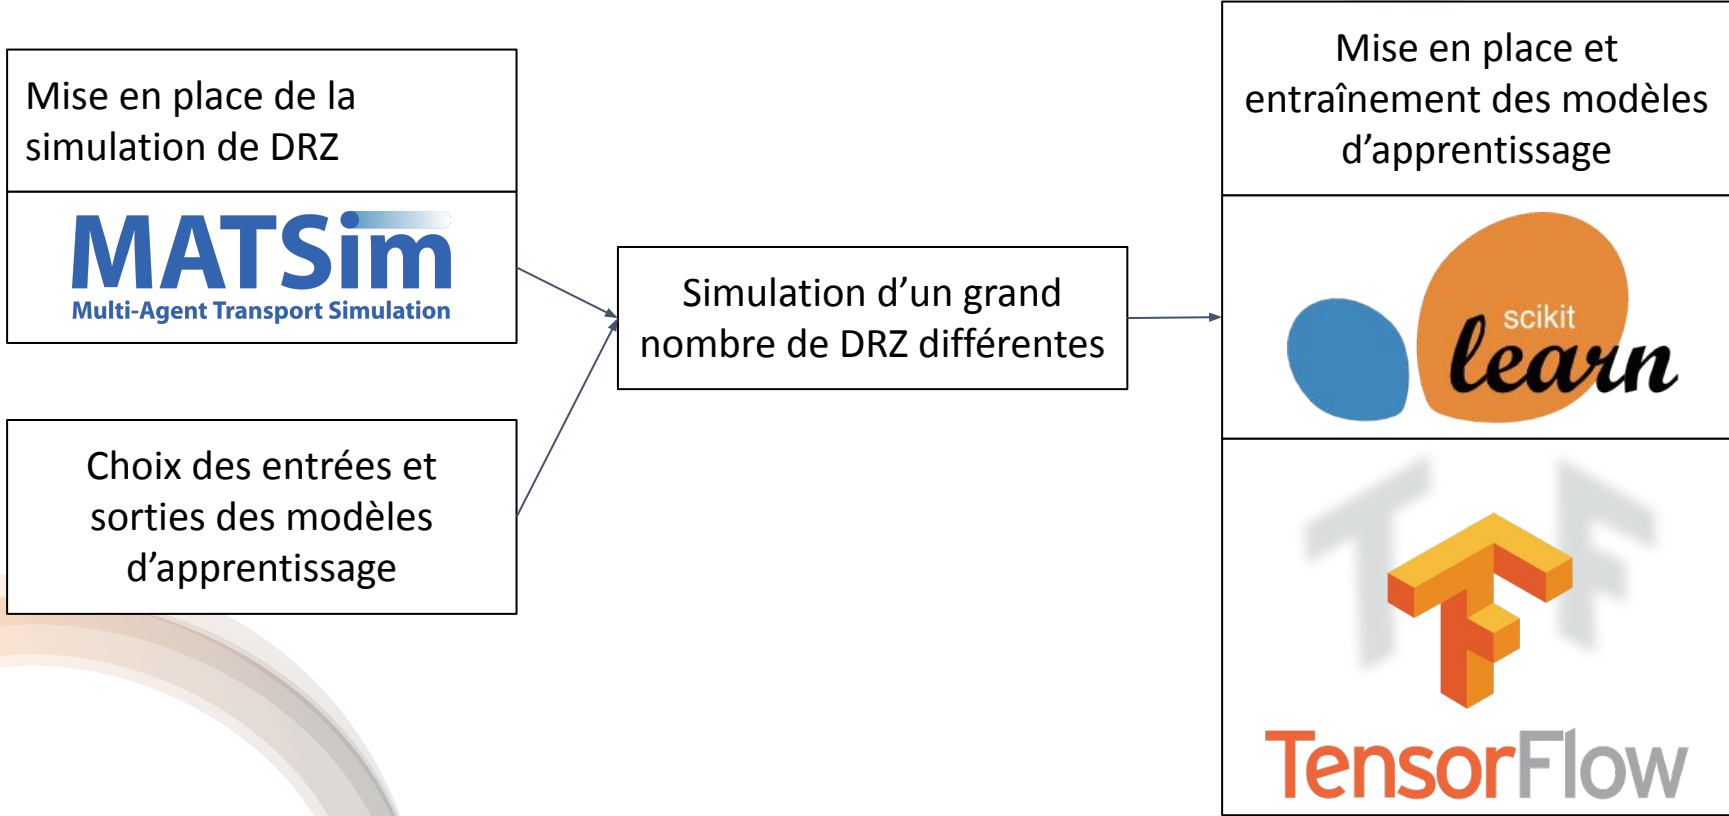 Mise en place de la
simulation de DRZ
MATSim
Multi-Agent Transport Simulation
Choix des entrées et
sorties des modèles
d’apprentissage
Simulation d’un grand
nombre de DRZ différentes
Mise en place et
entraînement des modèles
d’apprentissage
scikit
learn
TensorFlow